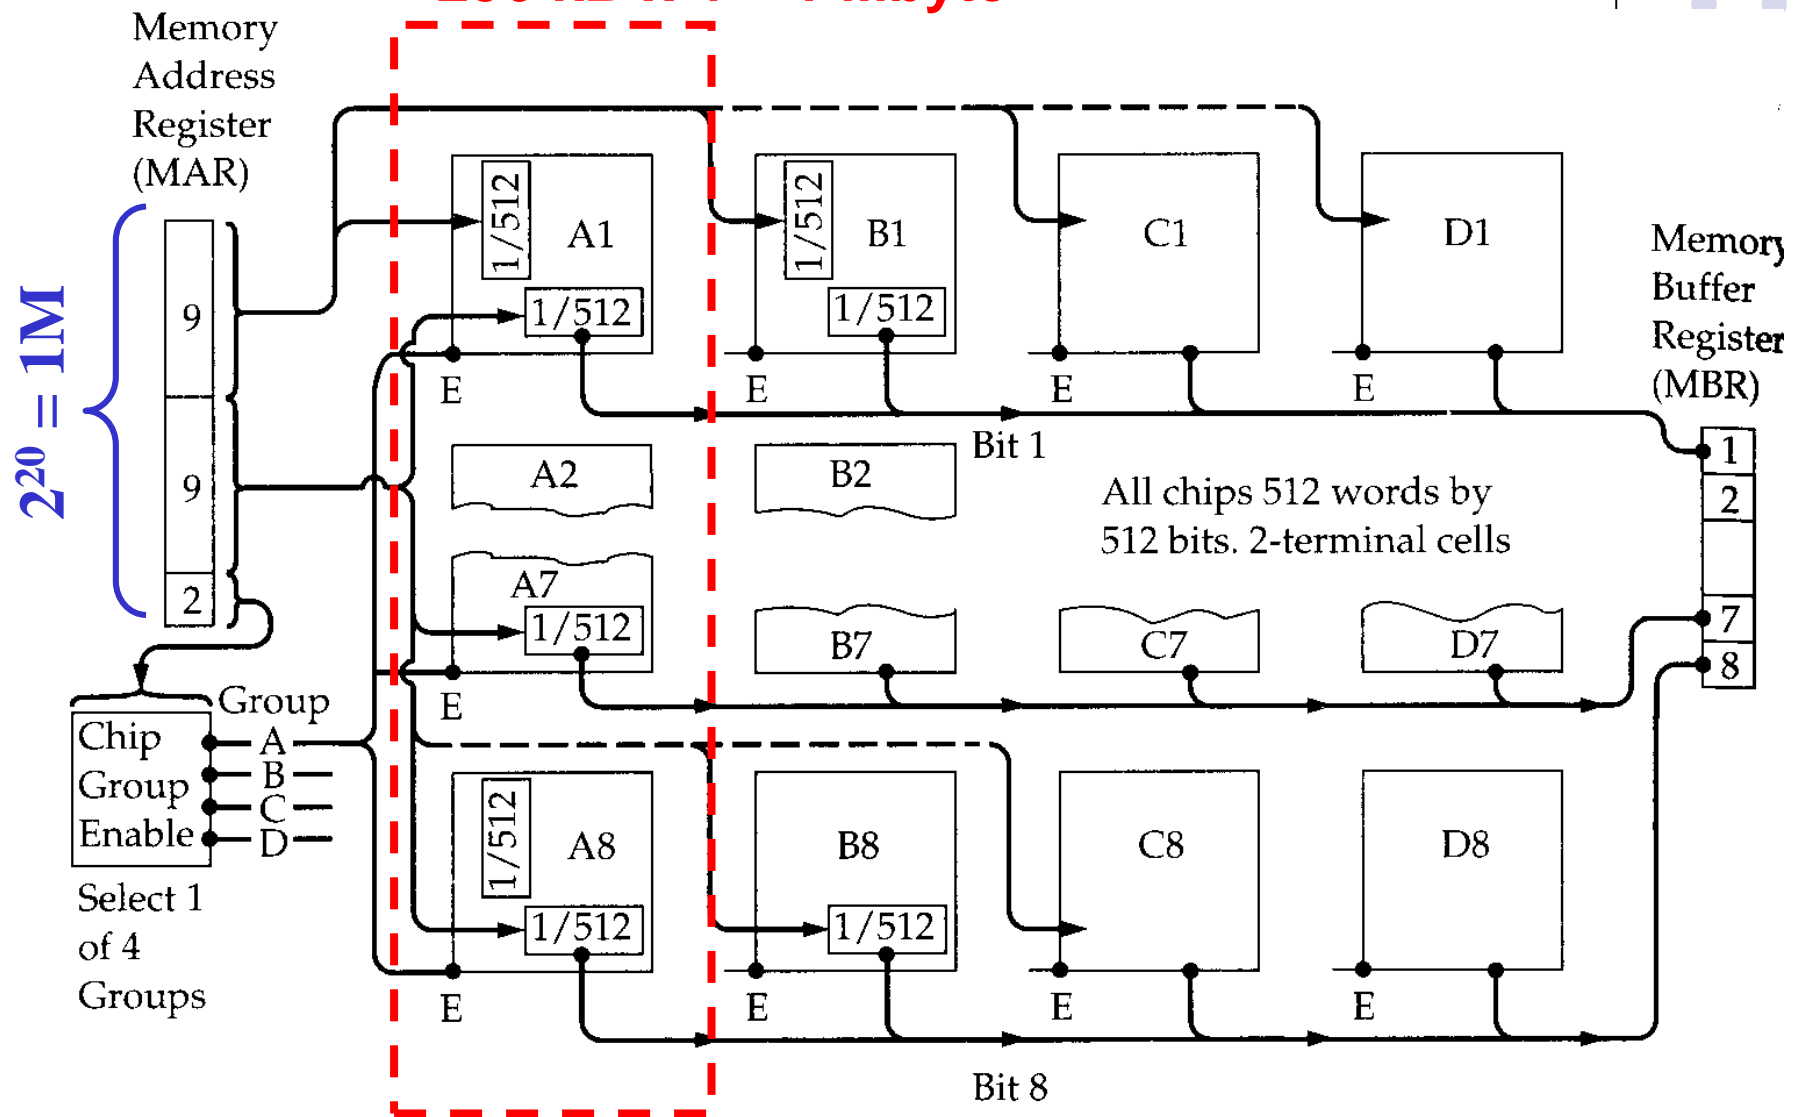 Memory
Address
Register
(MAR)
2²⁰ = 1M
9
9
2
Chip
Group
Enable
Group
A
B
C
D
Select 1
of 4
Groups
1/512
A1
1/512
E
1/512
B1
1/512
E
C1
E
D1
E
Bit 1
A2
B2
All chips 512 words by
512 bits. 2-terminal cells
A7
1/512
E
B7
C7
D7
1/512
A8
1/512
E
B8
1/512
E
C8
E
D8
E
Bit 8
Memory
Buffer
Register
(MBR)
1
2
7
8